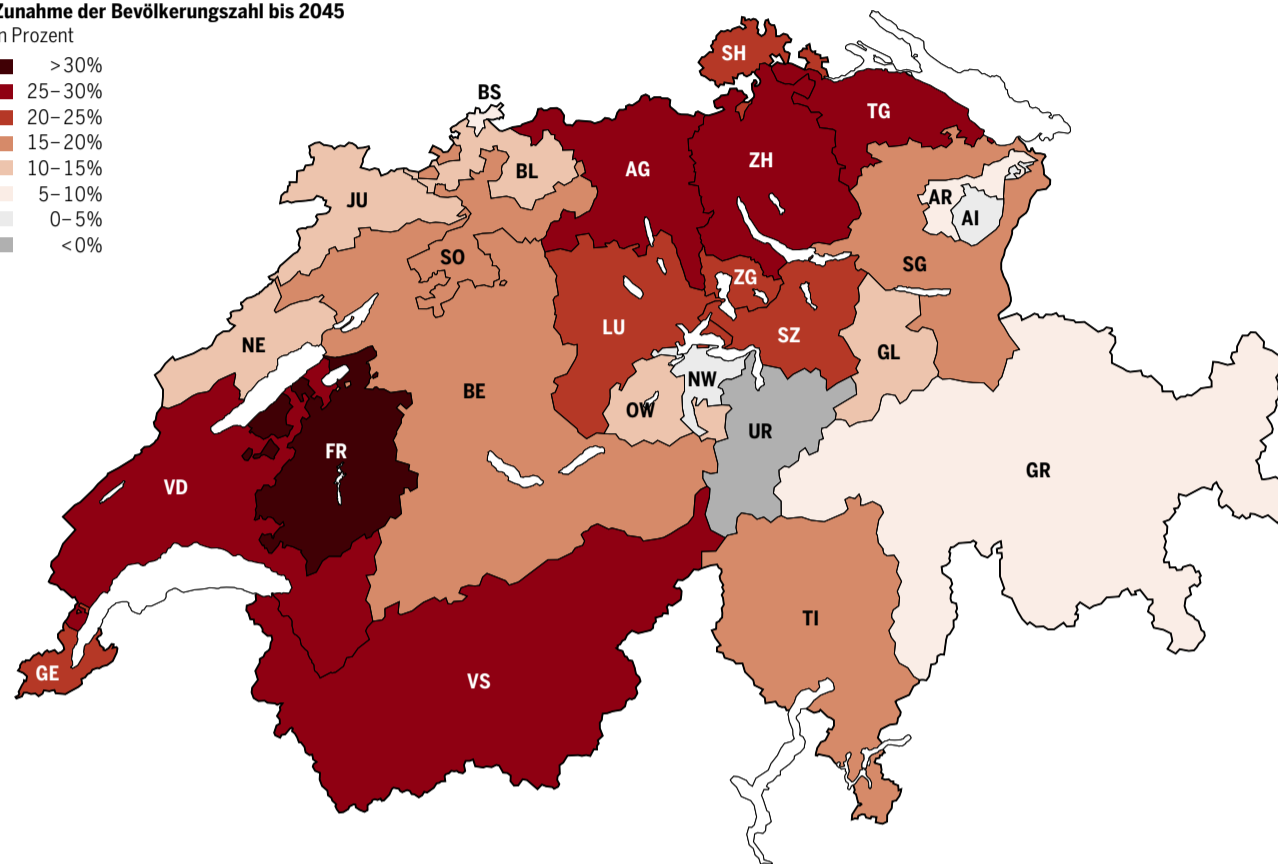 Zunahme der Bevölkerungszahl bis 2045
n Prozent
>30%
25–30%
20–25%
15–20%
10–15%
5–10%
0–5%
<0%
SH
BS
TG
ZH
AG
BL
JU
AR
AI
SO
SG
ZG
LU
SZ
NE
GL
NW
BE
OW
UR
FR
GR
VD
TI
GE
VS